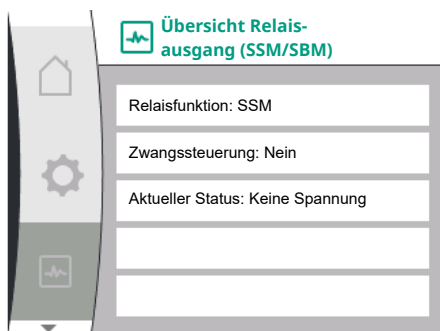 Übersicht Relais-
ausgang (SSM/SBM)
Relaisfunktion: SSM
Zwangssteuerung: Nein
Aktueller Status: Keine Spannung